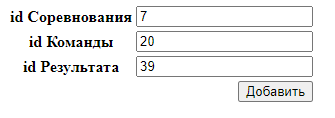 id Соревнования 7
id Команды 20
id Результата 39
Добавить